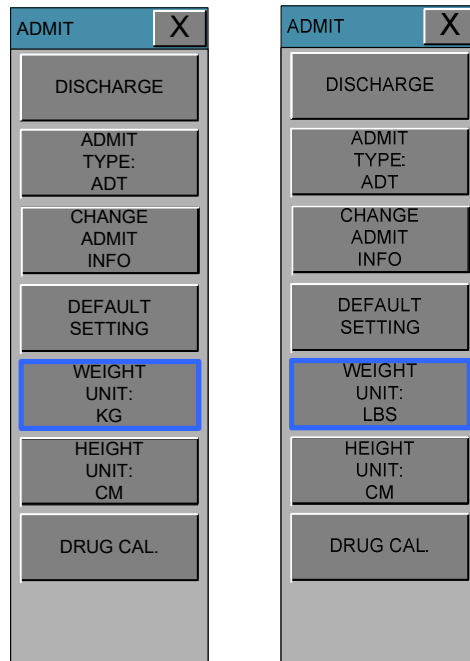 ADMIT X
DISCHARGE
ADMIT
TYPE:
ADT
CHANGE
ADMIT
INFO
DEFAULT
SETTING
WEIGHT
UNIT:
KG
HEIGHT
UNIT:
CM
DRUG CAL.
ADMIT X
DISCHARGE
ADMIT
TYPE:
ADT
CHANGE
ADMIT
INFO
DEFAULT
SETTING
WEIGHT
UNIT:
LBS
HEIGHT
UNIT:
CM
DRUG CAL.